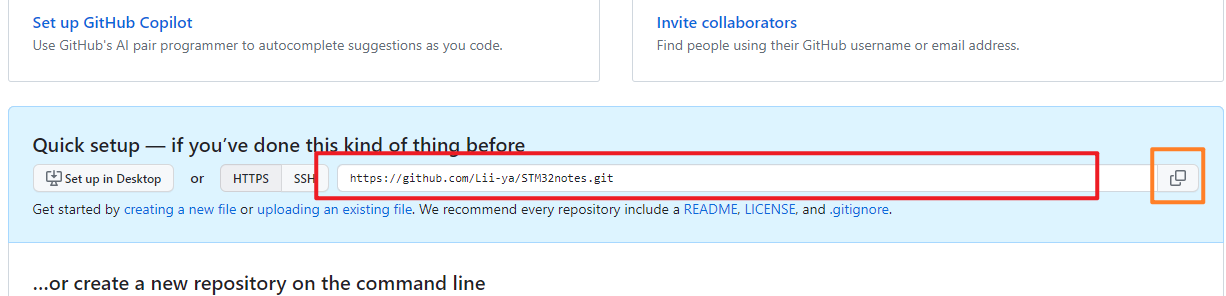 Set up GitHub Copilot
Use GitHub's AI pair programmer to autocomplete suggestions as you code.
Invite collaborators
Find people using their GitHub username or email address.
Quick setup — if you’ve done this kind of thing before
Set up in Desktop or HTTPS SSH https://github.com/Lii-ya/STM32notes.git
Get started by creating a new file or uploading an existing file. We recommend every repository include a README, LICENSE, and .gitignore.
…or create a new repository on the command line